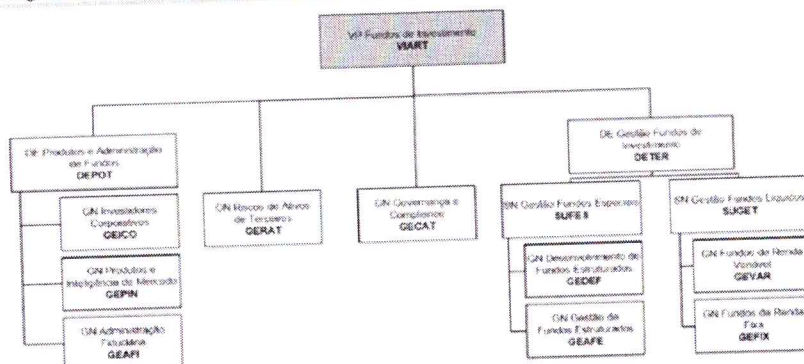 VP Fundos de Investimento
VIART
DE Produtos e Administração
de Fundos
DEPOT
DE Gestão Fundos de
Investimento
DETER
GN Investidores
Corporativos
GEICO
GN Riscos de Ativos
de Terceiros
GERAT
GN Governança e
Compliance
GECAT
SN Gestão Fundos Especiais
SUFES
SN Gestão Fundos Líquidos
SUGET
GN Produtos e
Inteligência de Mercado
GEPIN
GN Desenvolvimento de
Fundos Estruturados
GEDEF
GN Fundos de Renda
Variável
GEVAR
GN Administração
Fiduciária
GEAFI
GN Gestão de
Fundos Estruturados
GEAFE
GN Fundos de Renda
Fixa
GEFIX